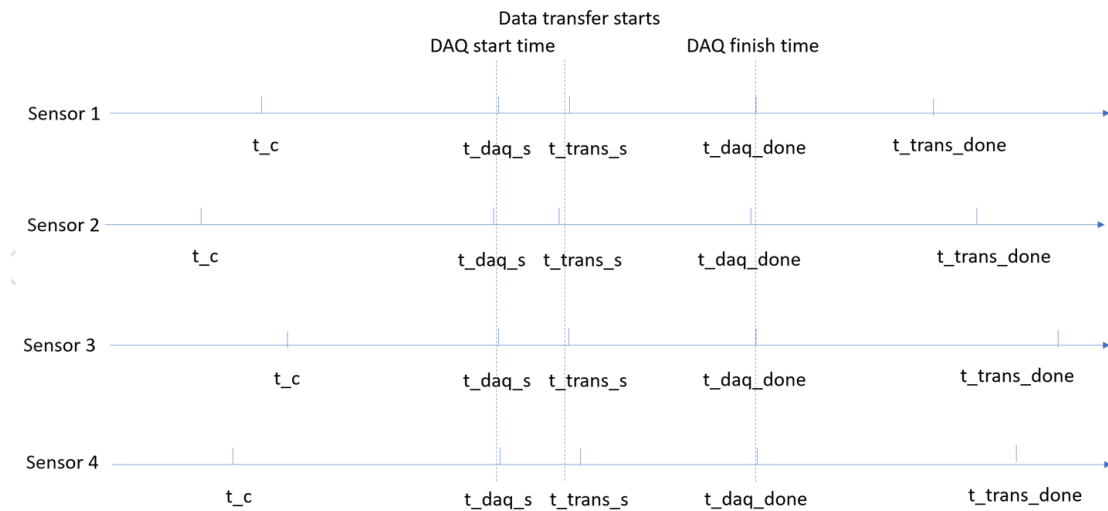 Data transfer starts
DAQ start time
DAQ finish time
Sensor 1
t_c
t_daq_s
t_trans_s
t_daq_done
t_trans_done
Sensor 2
t_c
t_daq_s
t_trans_s
t_daq_done
t_trans_done
Sensor 3
t_c
t_daq_s
t_trans_s
t_daq_done
t_trans_done
Sensor 4
t_c
t_daq_s
t_trans_s
t_daq_done
t_trans_done